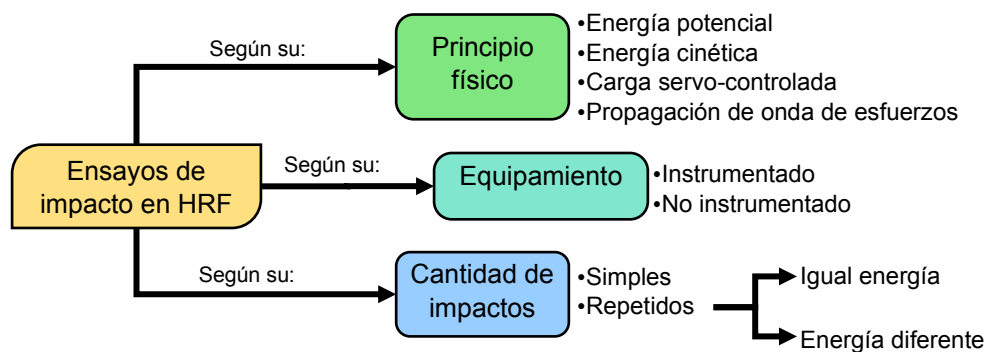 Según su:
Principio
físico
•Energía potencial
•Energía cinética
•Carga servo-controlada
•Propagación de onda de esfuerzos
Ensayos de
impacto en HRF
Según su:
Equipamiento
•Instrumentado
•No instrumentado
Según su:
Cantidad de
impactos
•Simples
•Repetidos
Igual energía
Energía diferente